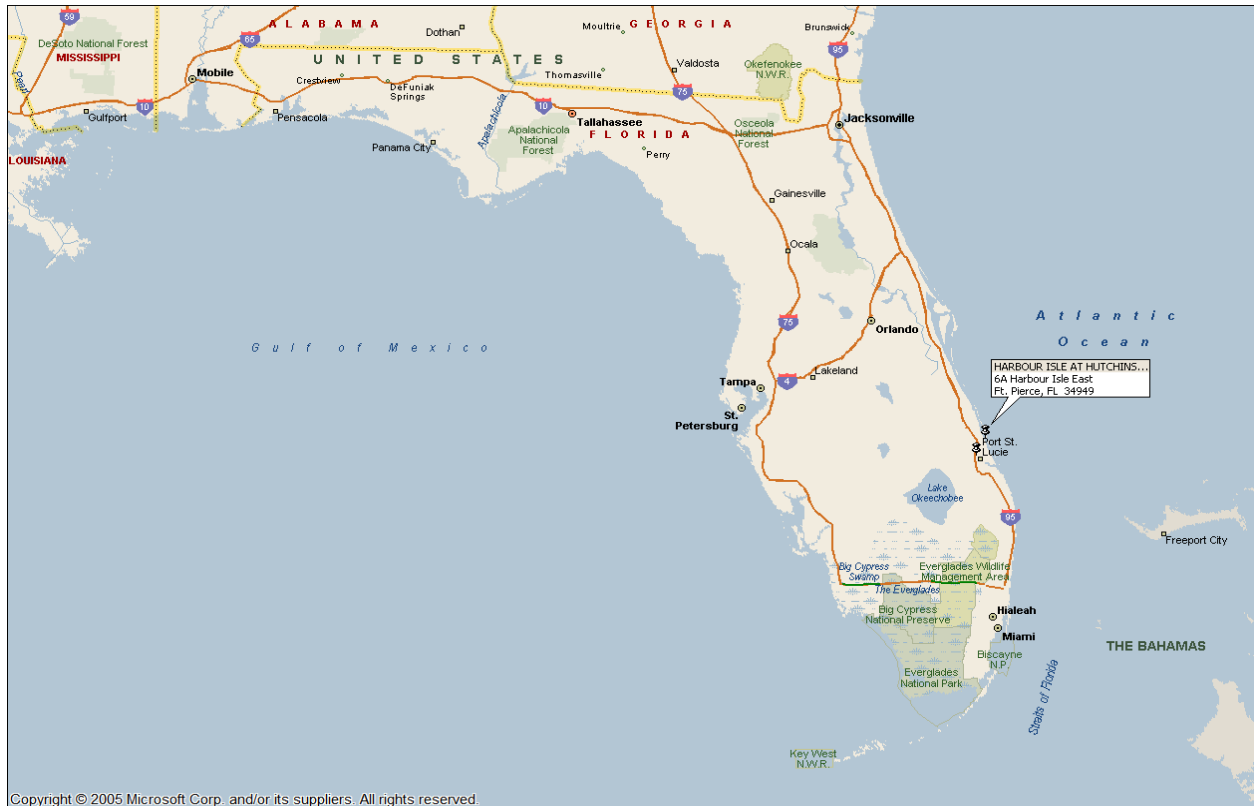 59
ALABAMA
Moultrie
GEORGIA
Brunswick
DeSoto National Forest
MISSISSIPPI
65
Dothan
95
UNITED STATES
Valdosta
Okefenokee
N.W.R.
Pearl
Mobile
Crestview
DeFuniak
Springs
Thomasville
75
10
Gulfport
Pensacola
Apalachicola
10
Tallahassee
Jacksonville
Apalachicola
National
Forest
FLORIDA
Osceola
National
Forest
LOUISIANA
Panama City
Perry
Gainesville
Ocala
Atlantic
Ocean
75
Orlando
Gulf of Mexico
HARBOUR ISLE AT HUTCHINS...
6A Harbour Isle East
Ft. Pierce, FL 34949
Tampa
4
Lakeland
St.
Petersburg
Port St.
Lucie
Lake
Okeechobee
95
Freeport City
Big Cypress
Swamp
Everglades Wildlife
Management Area
The Everglades
Big Cypress
National Preserve
Hialeah
Miami
THE BAHAMAS
Biscayne
N.P.
Everglades
National Park
Straits of Florida
Key West
N.W.R.
Copyright © 2005 Microsoft Corp. and/or its suppliers. All rights reserved.